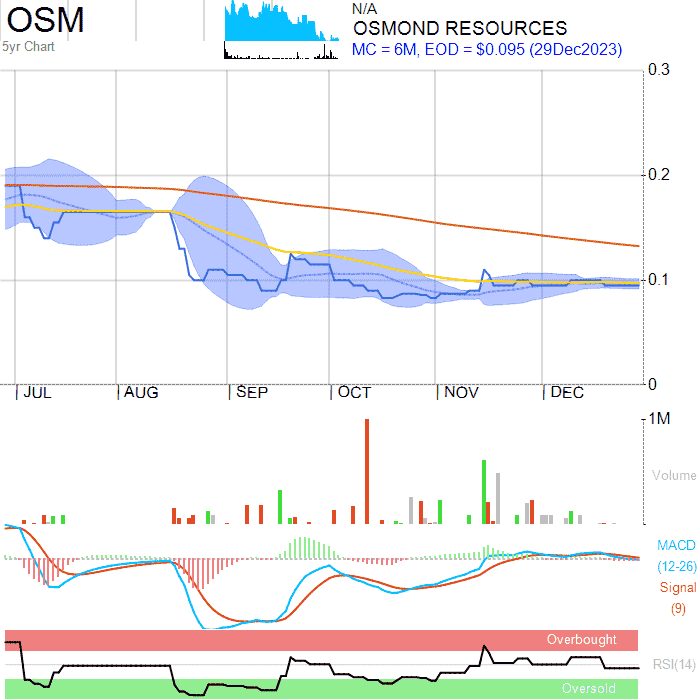 OSM
5yr Chart
N/A
OSMOND RESOURCES
MC = 6M, EOD = $0.095 (29Dec2023)
0.3
0.2
0.1
0
JUL AUG SEP OCT NOV DEC
1M
Volume
MACD
(12-26)
Signal
(9)
Overbought
RSI(14)
Oversold